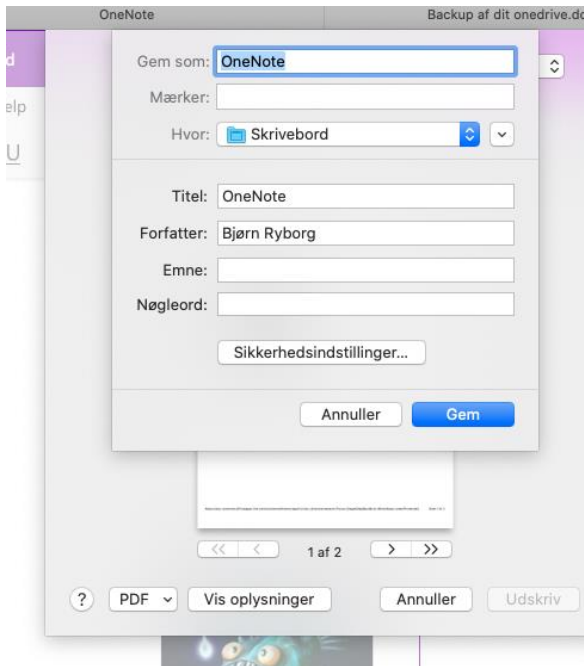 OneNote Backup af dit onedrive.do
d
Gem som: OneNote
elp
Mærker:
U
Hvor: Skrivebord
Titel: OneNote
Forfatter: Bjørn Ryborg
Emne:
Nøgleord:
Sikkerhedsindstillinger...
Annuller Gem
1 af 2
? PDF Vis oplysninger Annuller Udskriv